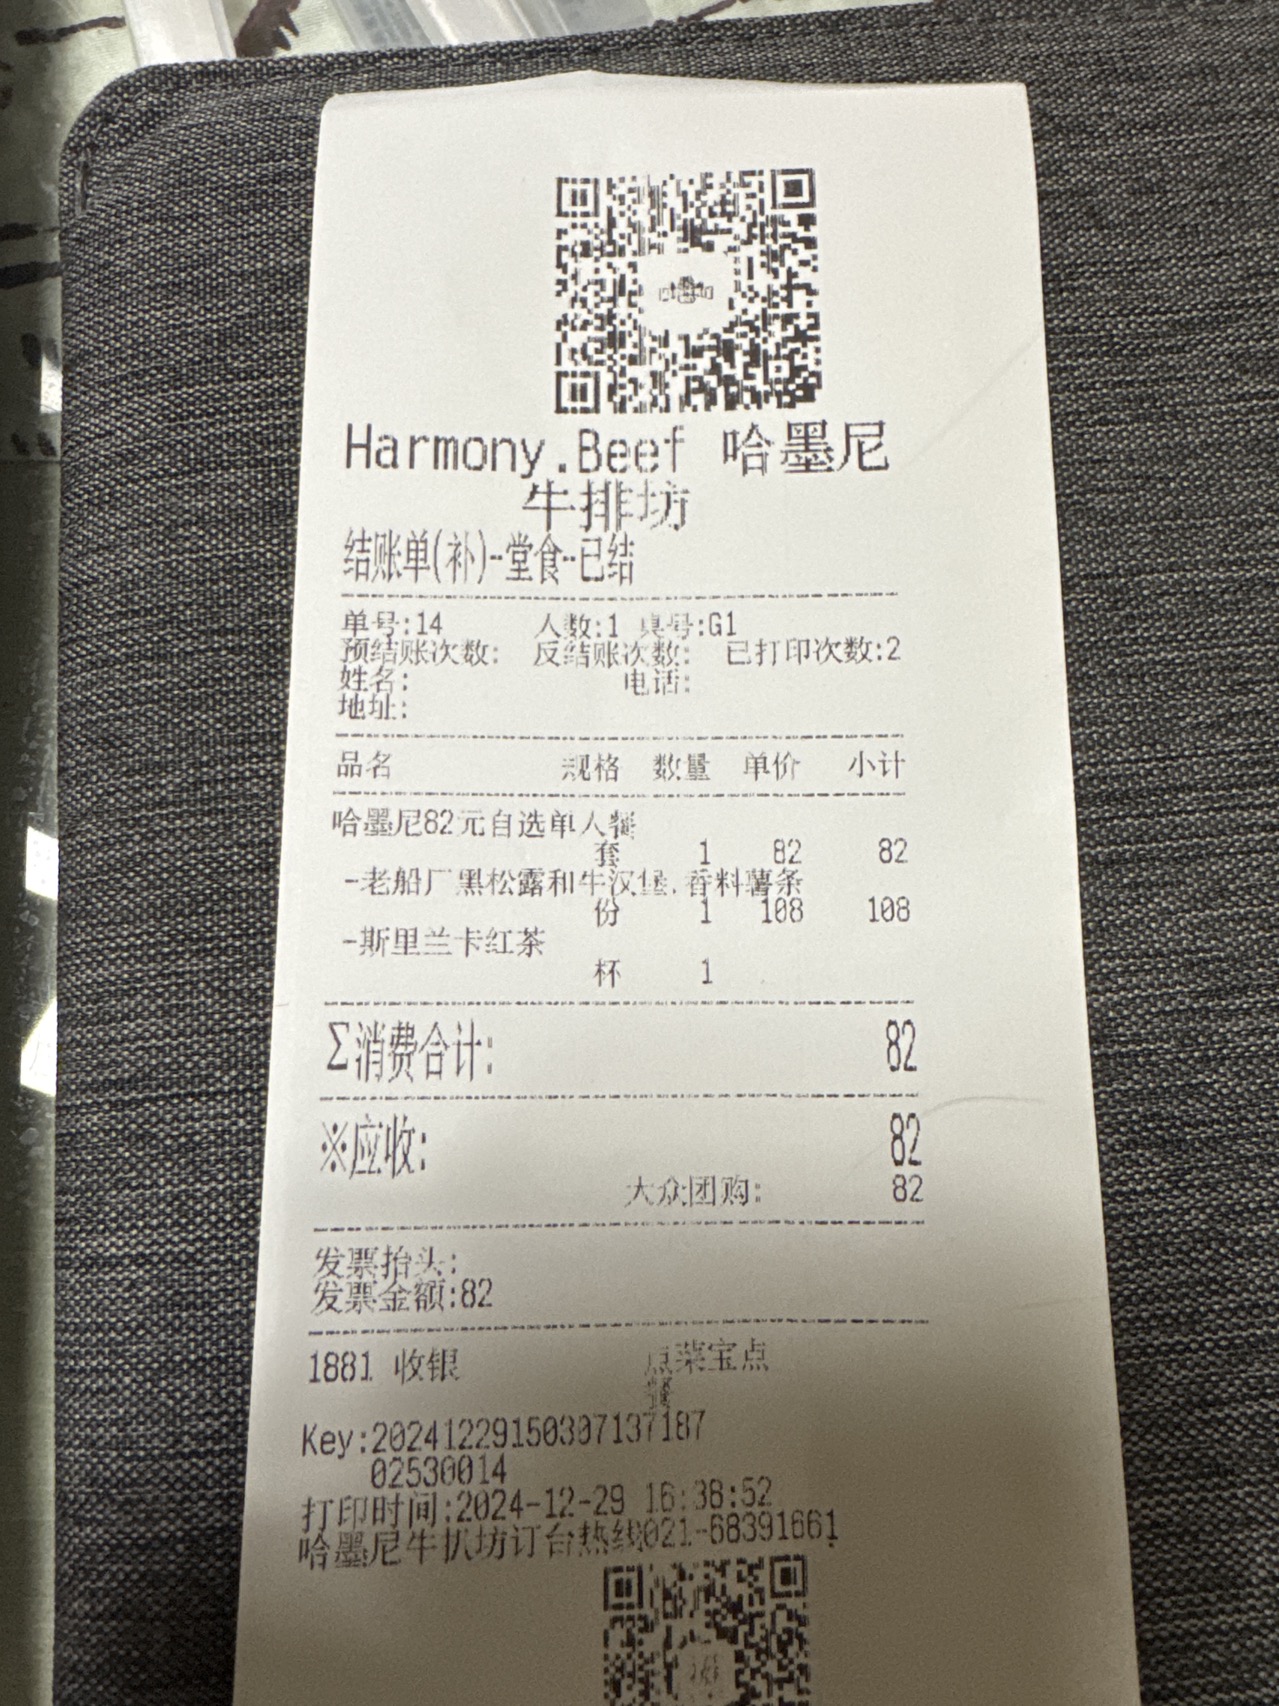 Harmony.Beef 哈墨尼
牛排坊
结账单(补)-堂食-已结
单号:14 人数:1 桌号:G1
预结账次数: 反结账次数: 已打印次数:2
姓名: 电话:
地址:
品名 规格 数量 单价 小计
哈墨尼82元自选单人餐
套 1 82 82
-老船厂黑松露和牛汉堡.香料薯条
份 1 108 108
-斯里兰卡红茶
杯 1
Σ消费合计: 82
※应收: 82
大众团购: 82
发票抬头:
发票金额:82
1881 收银 点菜宝点
餐
Key:20241229150307137187
02530014
打印时间:2024-12-29 16:38:52
哈墨尼牛扒坊订台热线021-68391661